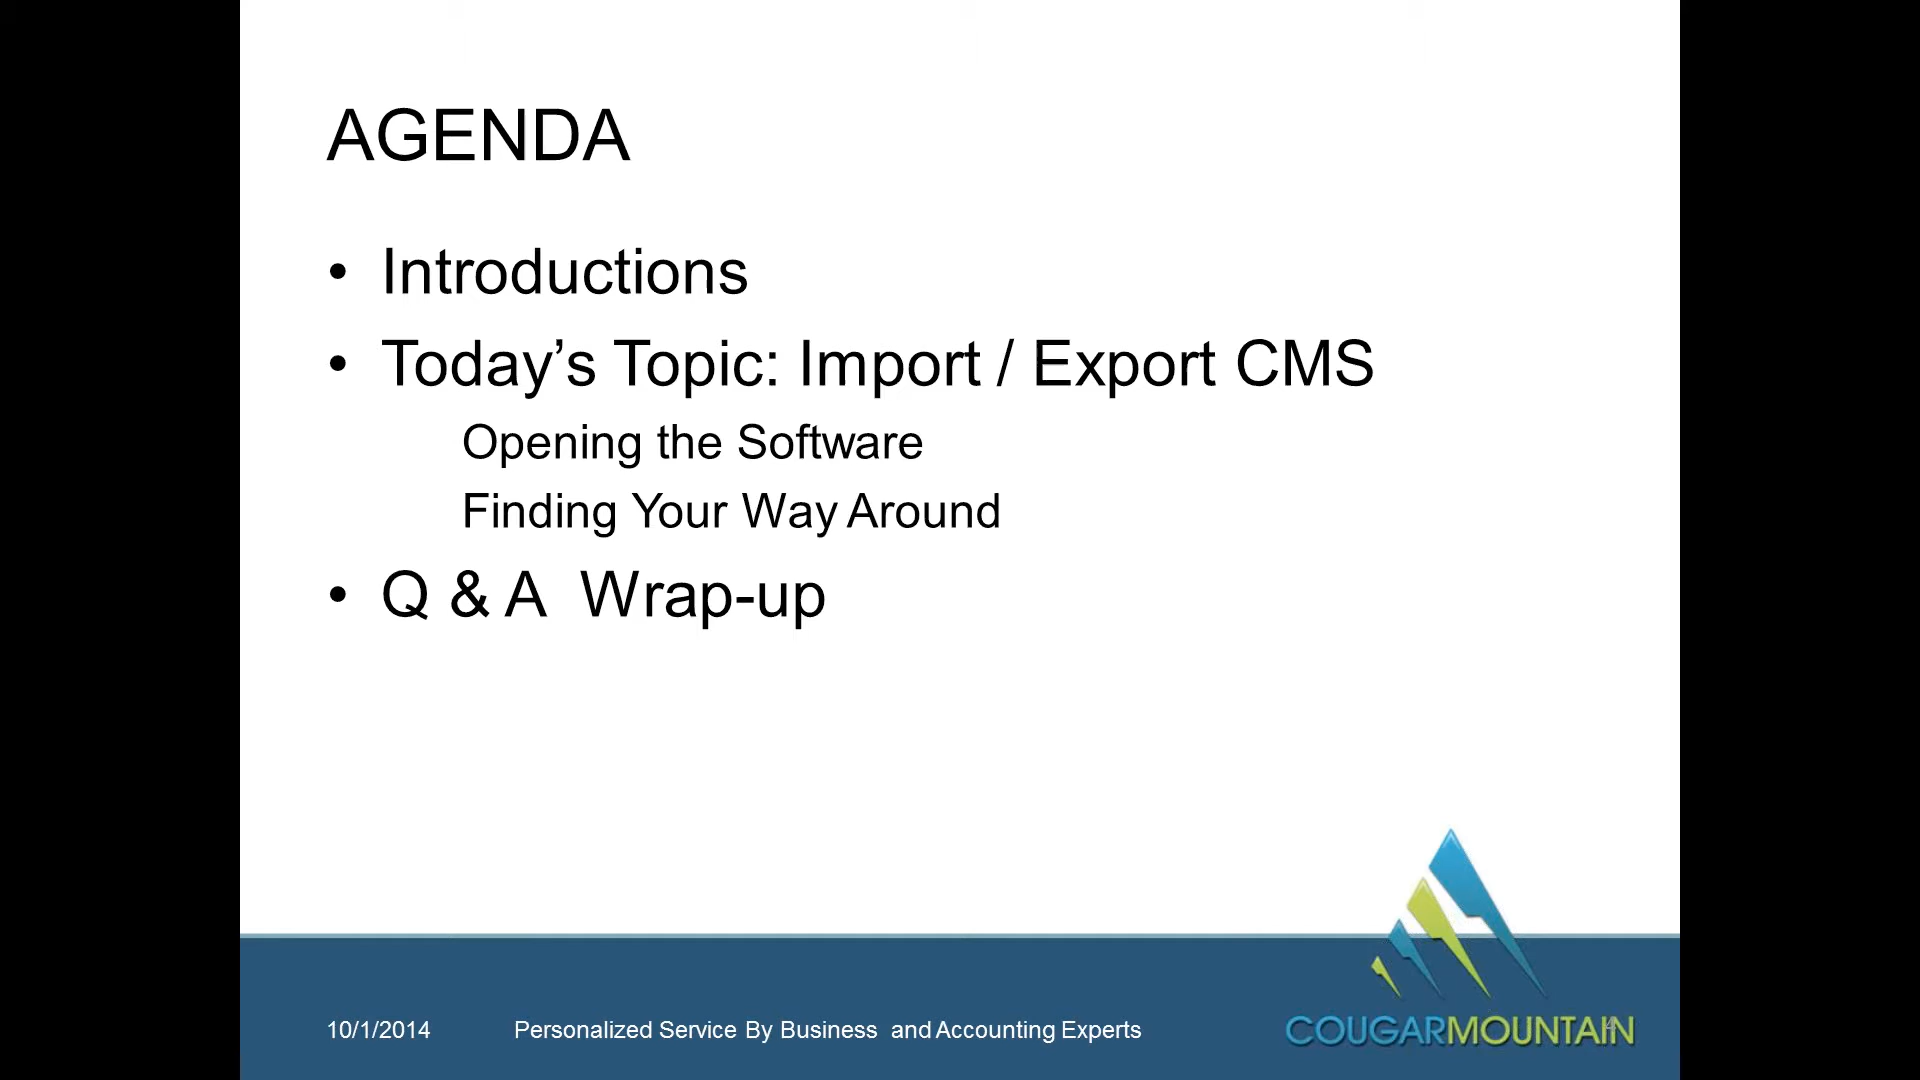 AGENDA
• Introductions
• Today’s Topic: Import / Export CMS
Opening the Software
Finding Your Way Around
• Q & A  Wrap-up
10/1/2014
Personalized Service By Business  and Accounting Experts
COUGARMOUNTAIN